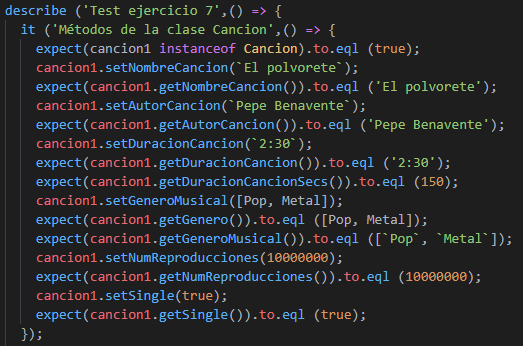 describe ('Test ejercicio 7',() => {
it ('Métodos de la clase Cancion',() => {
expect(cancion1 instanceof Cancion).to.eql (true);
cancion1.setNombreCancion(`El polvorete`);
expect(cancion1.getNombreCancion()).to.eql ('El polvorete');
cancion1.setAutorCancion(`Pepe Benavente`);
expect(cancion1.getAutorCancion()).to.eql ('Pepe Benavente');
cancion1.setDuracionCancion(`2:30`);
expect(cancion1.getDuracionCancion()).to.eql ('2:30');
expect(cancion1.getDuracionCancionSecs()).to.eql (150);
cancion1.setGeneroMusical([Pop, Metal]);
expect(cancion1.getGenero()).to.eql ([Pop, Metal]);
expect(cancion1.getGeneroMusical()).to.eql ([`Pop`, `Metal`]);
cancion1.setNumReproducciones(10000000);
expect(cancion1.getNumReproducciones()).to.eql (10000000);
cancion1.setSingle(true);
expect(cancion1.getSingle()).to.eql (true);
});